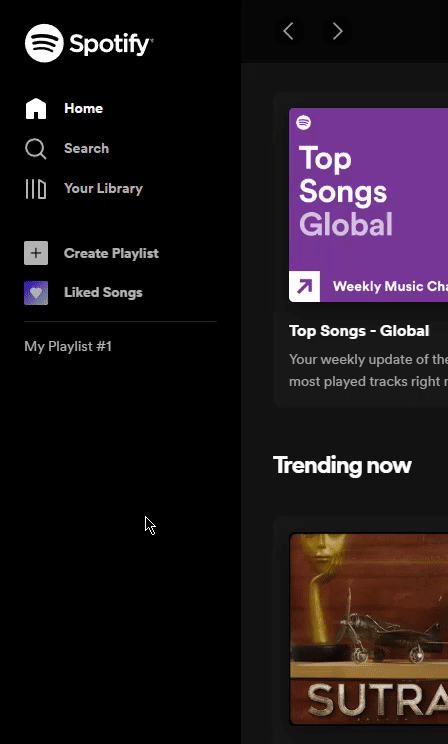 Spotify
Home
Search
Your Library
Create Playlist
Liked Songs
My Playlist #1
Top
Songs
Global
Weekly Music Cha
Top Songs - Global
Your weekly update of the
most played tracks right n
Trending now
SUTRA